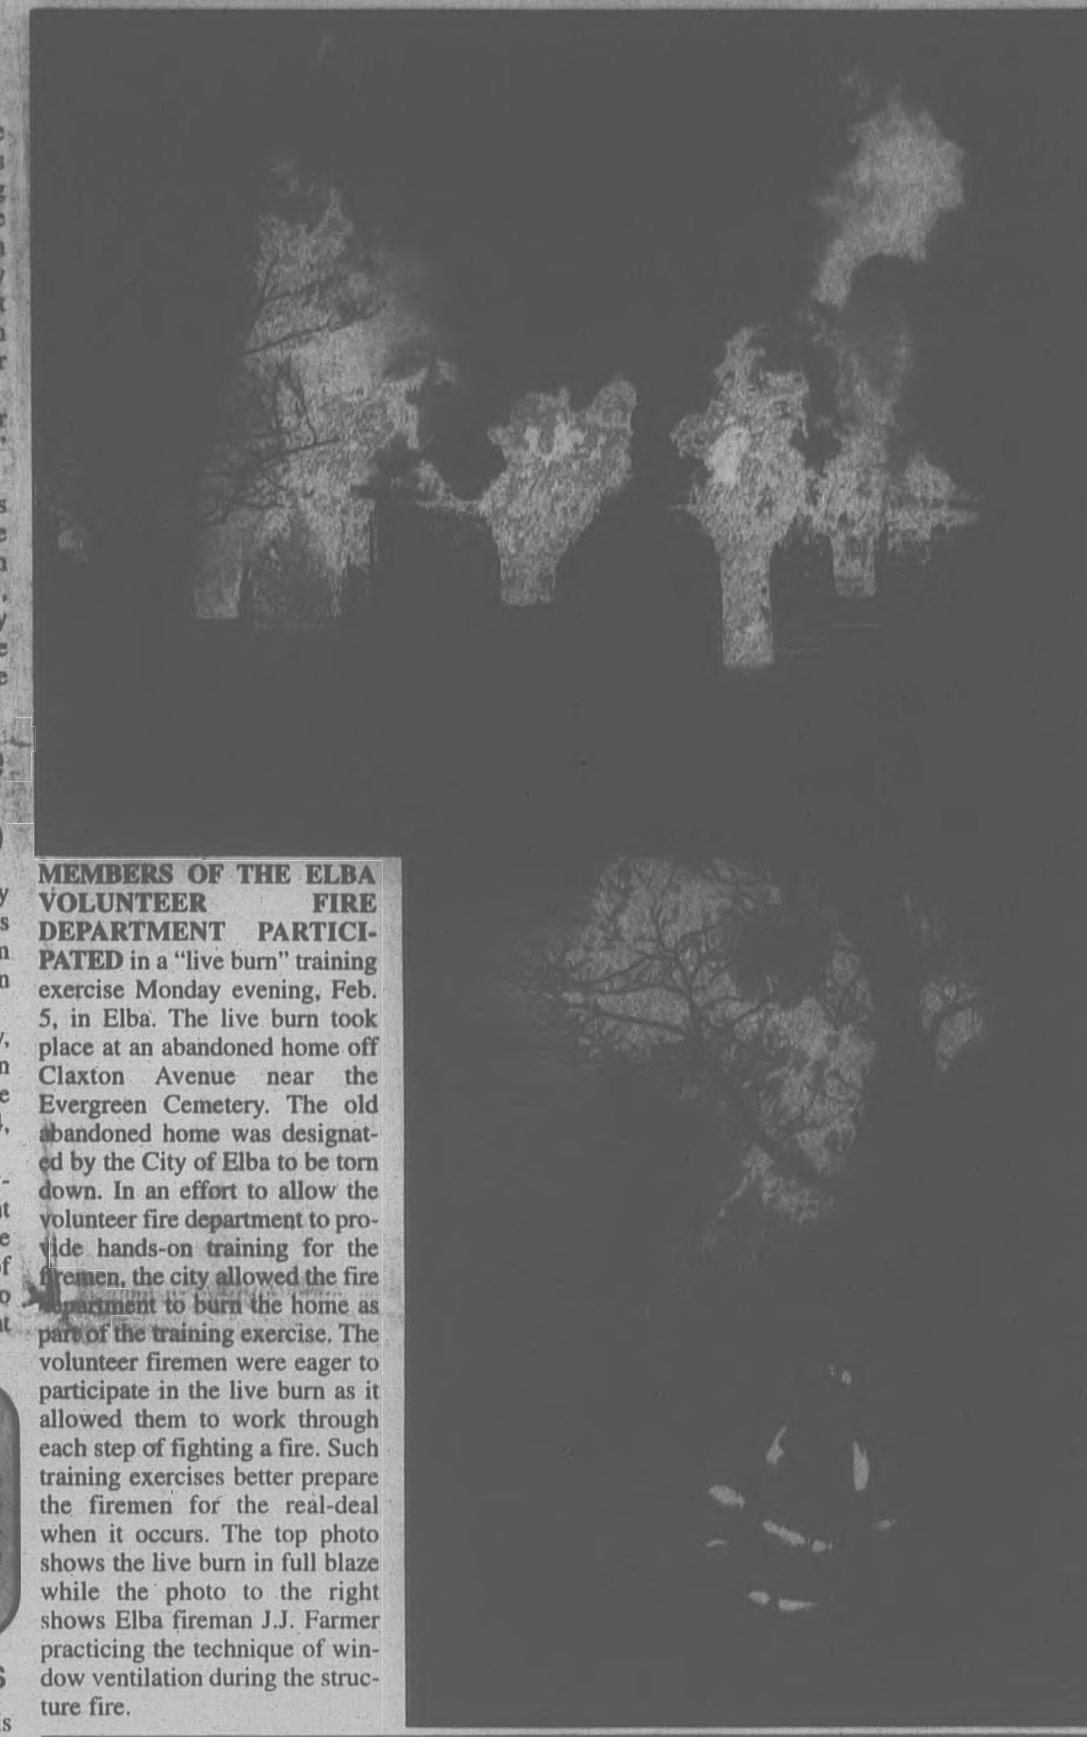 MEMBERS OF THE ELBA
VOLUNTEER FIRE
DEPARTMENT PARTICI-
PATED in a "live burn" training
exercise Monday evening, Feb.
5, in Elba. The live burn took
place at an abandoned home off
Claxton Avenue near the
Evergreen Cemetery. The old
abandoned home was designat-
ed by the City of Elba to be torn
down. In an effort to allow the
volunteer fire department to pro-
vide hands-on training for the
firemen, the city allowed the fire
department to burn the home as
part of the training exercise. The
volunteer firemen were eager to
participate in the live burn as it
allowed them to work through
each step of fighting a fire. Such
training exercises better prepare
the firemen for the real-deal
when it occurs. The top photo
shows the live burn in full blaze
while the photo to the right
shows Elba fireman J.J. Farmer
practicing the technique of win-
dow ventilation during the struc-
ture fire.